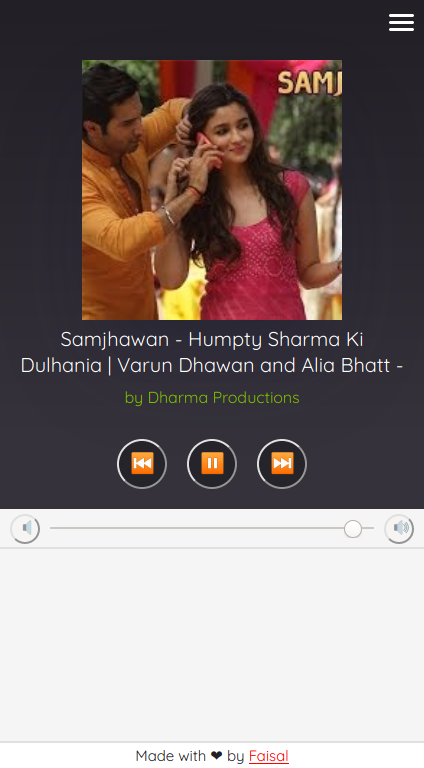 SAMJ
Samjhawan - Humpty Sharma Ki
Dulhania | Varun Dhawan and Alia Bhatt -
by Dharma Productions
Made with ❤ by Faisal